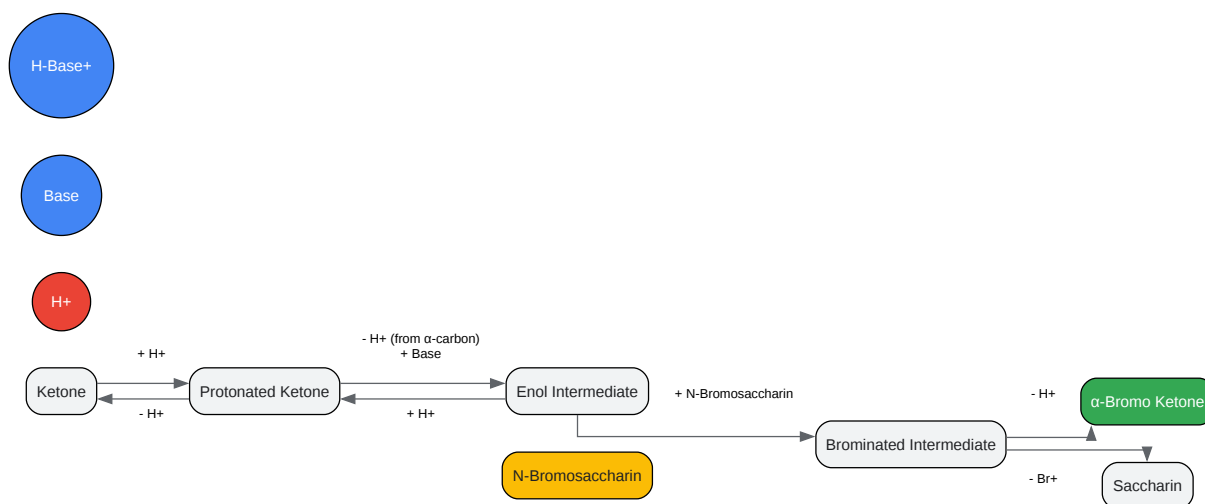 H-Base+
Base
H+
- H+ (from α-carbon)
+ H+
+ Base
Ketone
Protonated Ketone
Enol Intermediate
+ N-Bromosaccharin
- H+
α-Bromo Ketone
- H+
+ H+
Brominated Intermediate
N-Bromosaccharin
- Br+
Saccharin